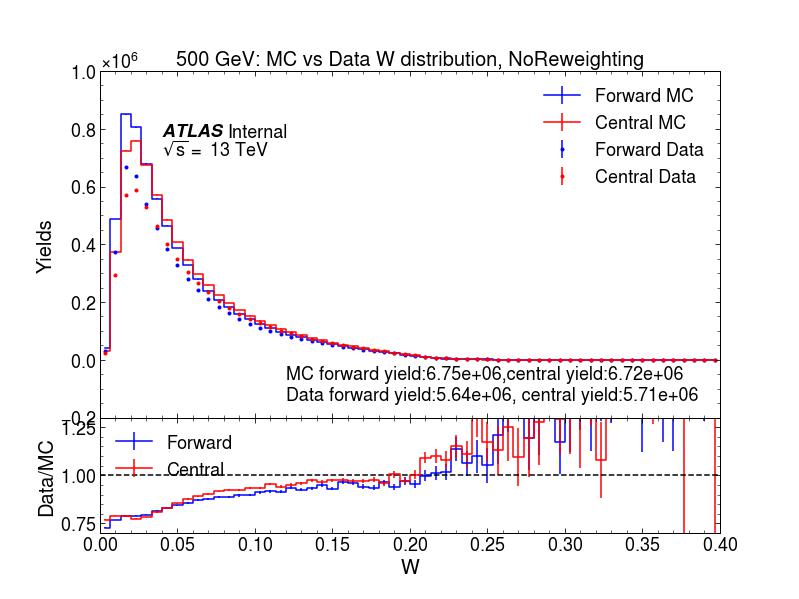 ×10⁶
500 GeV: MC vs Data W distribution, NoReweighting
1.0
0.8
0.6
0.4
0.2
0.0
0.2
Yields
ATLAS Internal
√s = 13 TeV
Forward MC
Central MC
Forward Data
Central Data
MC forward yield:6.75e+06,central yield:6.72e+06
Data forward yield:5.64e+06, central yield:5.71e+06
1.25
1.00
0.75
Data/MC
Forward
Central
0.00 0.05 0.10 0.15 0.20 0.25 0.30 0.35 0.40
W